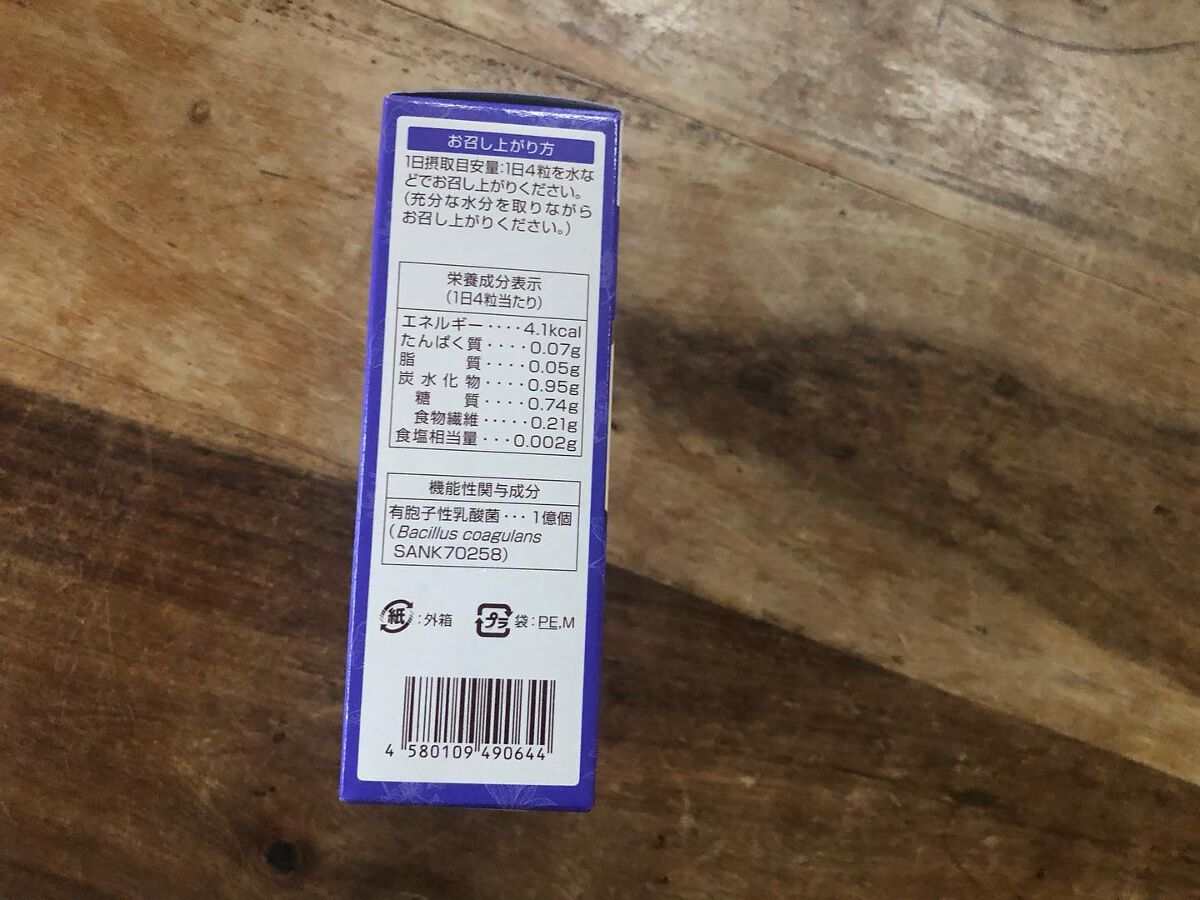 お召し上がり方
1日摂取目安量:1日4粒を水な
どでお召し上がりください。
(充分な水分を取りながら
お召し上がりください。)
栄養成分表示
(1日4粒当たり)
エネルギー････4.1kcal
たんぱく質････0.07g
脂質････0.05g
炭水化物････0.95g
糖質････0.74g
食物繊維･････0.21g
食塩相当量･･･0.002g
機能性関与成分
有胞子性乳酸菌･･･1億個
(Bacillus coagulans
SANK70258)
紙:外箱 プラ 袋:PE,M
4 580109 490644